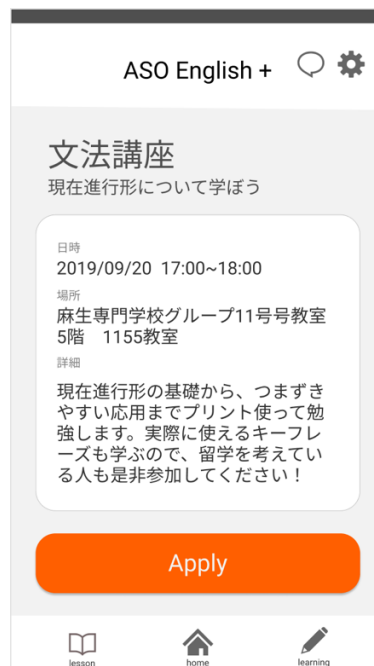 ASO English +
文法講座
現在進行形について学ぼう
日時
2019/09/20 17:00~18:00
場所
麻生専門学校グループ11号号教室
5階 1155教室
詳細
現在進行形の基礎から、つまずき
やすい応用までプリント使って勉
強します。実際に使えるキーフレ
ーズも学ぶので、留学を考えてい
る人も是非参加してください！
Apply
lesson home learning